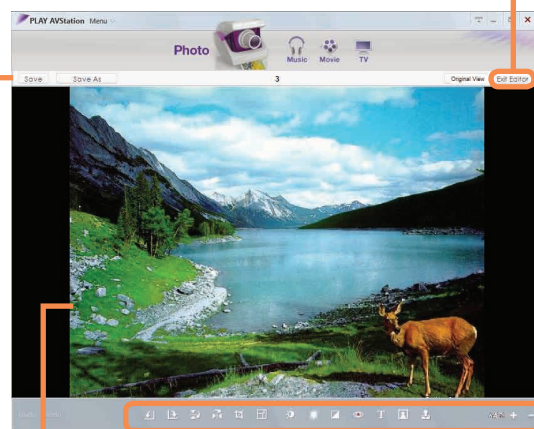 PLAY AVStation Menu
Photo
Music Movie TV
Save Save As 3 Original View Exit Editor
T